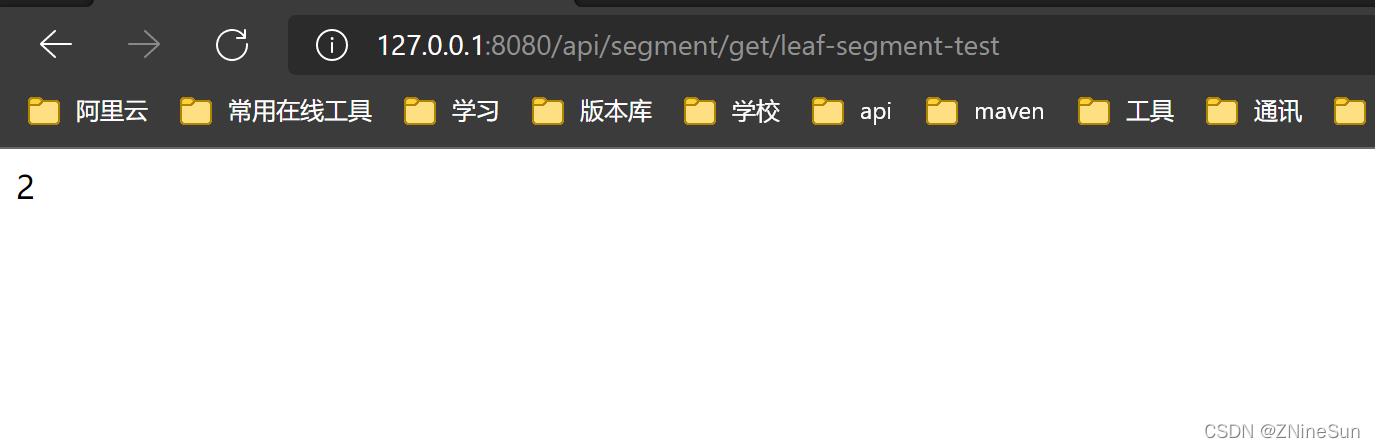 127.0.0.1:8080/api/segment/get/leaf-segment-test
阿里云 常用在线工具 学习 版本库 学校 api maven 工具 通讯
2
CSDN @ZNineSun